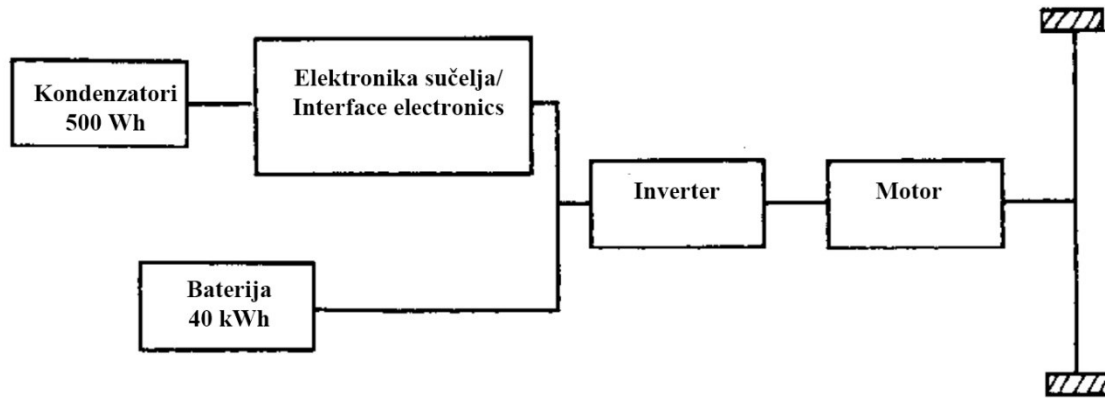 Kondenzatori
500 Wh
Elektronika sučelja/
Interface electronics
Inverter
Motor
Baterija
40 kWh